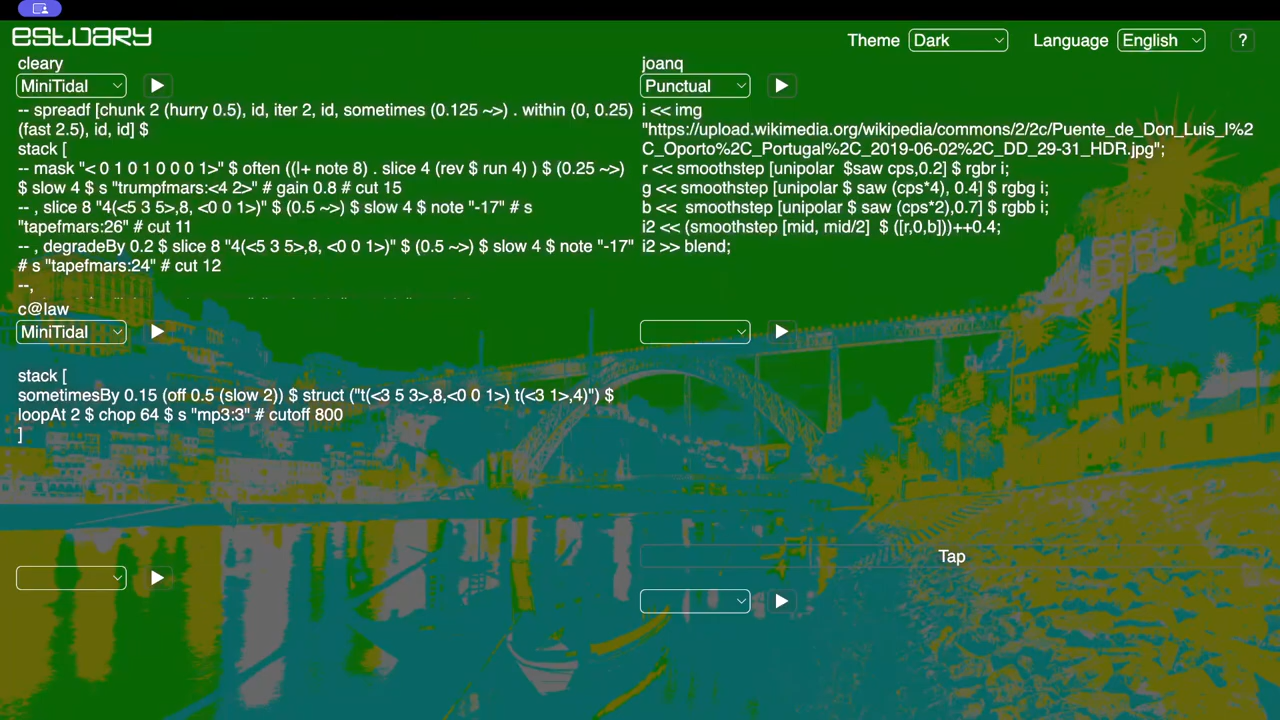 estuary
Theme Dark Language English ?
cleary
MiniTidal
-- spreadf [chunk 2 (hurry 0.5), id, iter 2, id, sometimes (0.125 ~>) . within (0, 0.25)
(fast 2.5), id, id] $
stack [
-- mask "< 0 1 0 1 0 0 0 1>" $ often ((|+ note 8) . slice 4 (rev $ run 4) ) $ (0.25 ~>)
$ slow 4 $ s "trumpfmars:<4 2>" # gain 0.8 # cut 15
-- , slice 8 "4(<5 3 5>,8, <0 0 1>)" $ (0.5 ~>) $ slow 4 $ note "-17" # s
"tapefmars:26" # cut 11
-- , degradeBy 0.2 $ slice 8 "4(<5 3 5>,8, <0 0 1>)" $ (0.5 ~>) $ slow 4 $ note "-17"
# s "tapefmars:24" # cut 12
--,
joanq
Punctual
i << img
"https://upload.wikimedia.org/wikipedia/commons/2/2c/Puente_de_Don_Luis_I%2
C_Oporto%2C_Portugal%2C_2019-06-02%2C_DD_29-31_HDR.jpg";
r << smoothstep [unipolar  $saw cps,0.2] $ rgbr i;
g << smoothstep [unipolar $ saw (cps*4), 0.4] $ rgbg i;
b <<  smoothstep [unipolar $ saw (cps*2),0.7] $ rgbb i;
i2 << (smoothstep [mid, mid/2]  $ ([r,0,b]))++0.4;
i2 >> blend;
c@law
MiniTidal
stack [
sometimesBy 0.15 (off 0.5 (slow 2)) $ struct ("t(<3 5 3>,8,<0 0 1>) t(<3 1>,4)") $
loopAt 2 $ chop 64 $ s "mp3:3" # cutoff 800
]
Tap